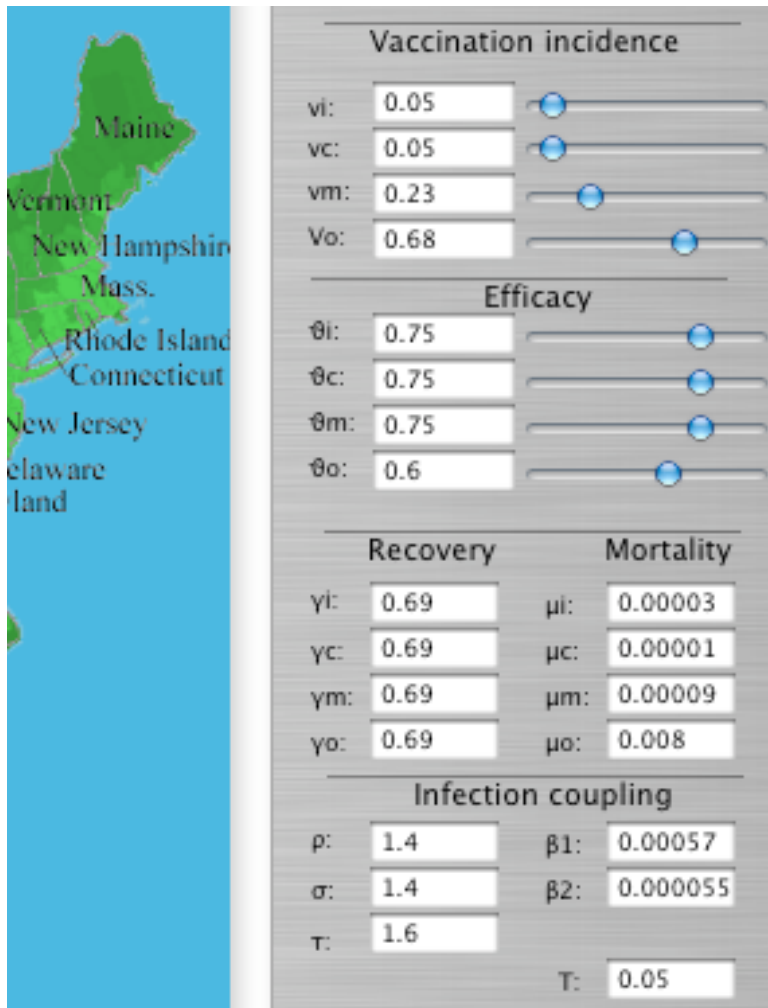 Maine
Vermont
New Hampshir
Mass.
Rhode Island
Connecticut
New Jersey
elaware
land
Vaccination incidence
vi: 0.05
vc: 0.05
vm: 0.23
Vo: 0.68
Efficacy
ϑi: 0.75
ϑc: 0.75
ϑm: 0.75
ϑo: 0.6
Recovery Mortality
γi: 0.69 μi: 0.00003
γc: 0.69 μc: 0.00001
γm: 0.69 μm: 0.00009
γo: 0.69 μo: 0.008
Infection coupling
ρ: 1.4 β1: 0.00057
σ: 1.4 β2: 0.000055
τ: 1.6
T: 0.05